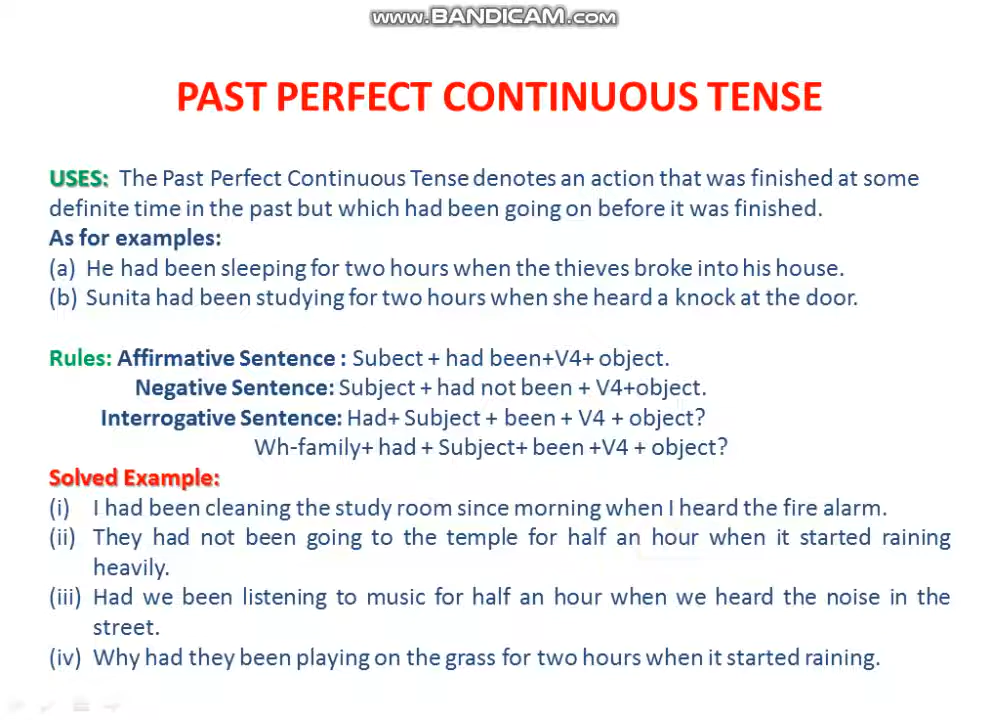 www.BANDICAM.com
PAST PERFECT CONTINUOUS TENSE
USES: The Past Perfect Continuous Tense denotes an action that was finished at some
definite time in the past but which had been going on before it was finished.
As for examples:
(a) He had been sleeping for two hours when the thieves broke into his house.
(b) Sunita had been studying for two hours when she heard a knock at the door.
Rules: Affirmative Sentence : Subect + had been+V4+ object.
Negative Sentence: Subject + had not been + V4+object.
Interrogative Sentence: Had+ Subject + been + V4 + object?
Wh-family+ had + Subject+ been +V4 + object?
Solved Example:
(i) I had been cleaning the study room since morning when I heard the fire alarm.
(ii) They had not been going to the temple for half an hour when it started raining
heavily.
(iii) Had we been listening to music for half an hour when we heard the noise in the
street.
(iv) Why had they been playing on the grass for two hours when it started raining.